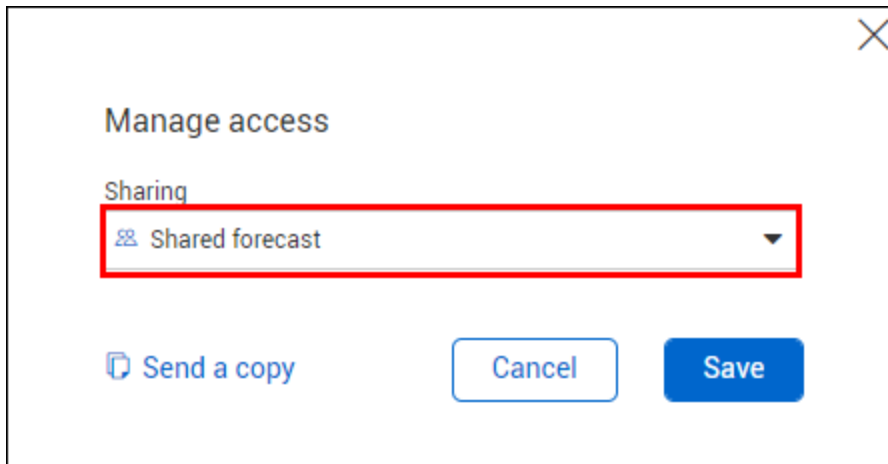 Manage access
Sharing
Shared forecast
Send a copy
Cancel
Save